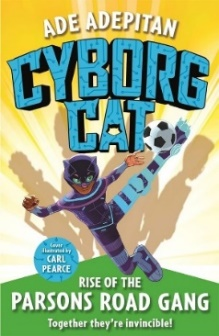 ADE ADEPITAN
CYBORG
CAT
Cover
illustrated by
CARL
PEARCE
RISE OF THE
PARSONS ROAD GANG
Together they're invincible!